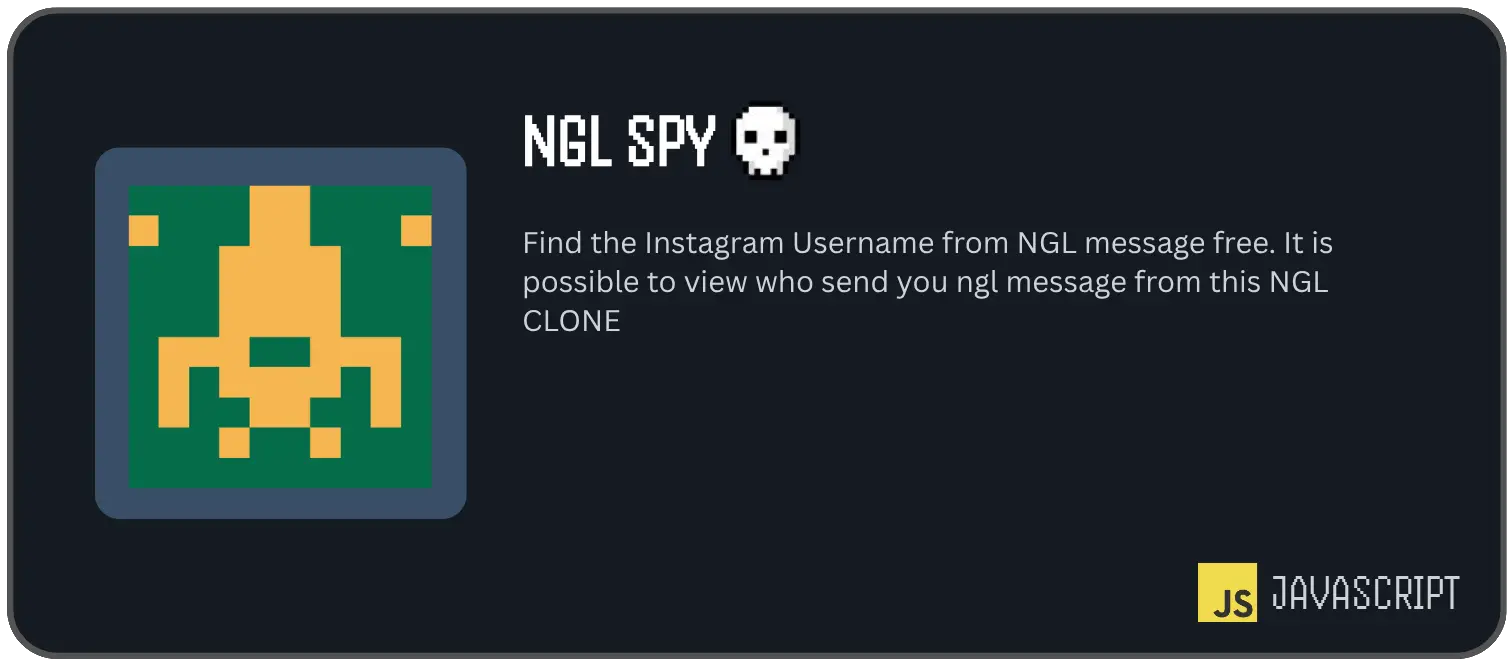 NGL SPY
Find the Instagram Username from NGL message free. It is
possible to view who send you ngl message from this NGL
CLONE
JS JAVASCRIPT